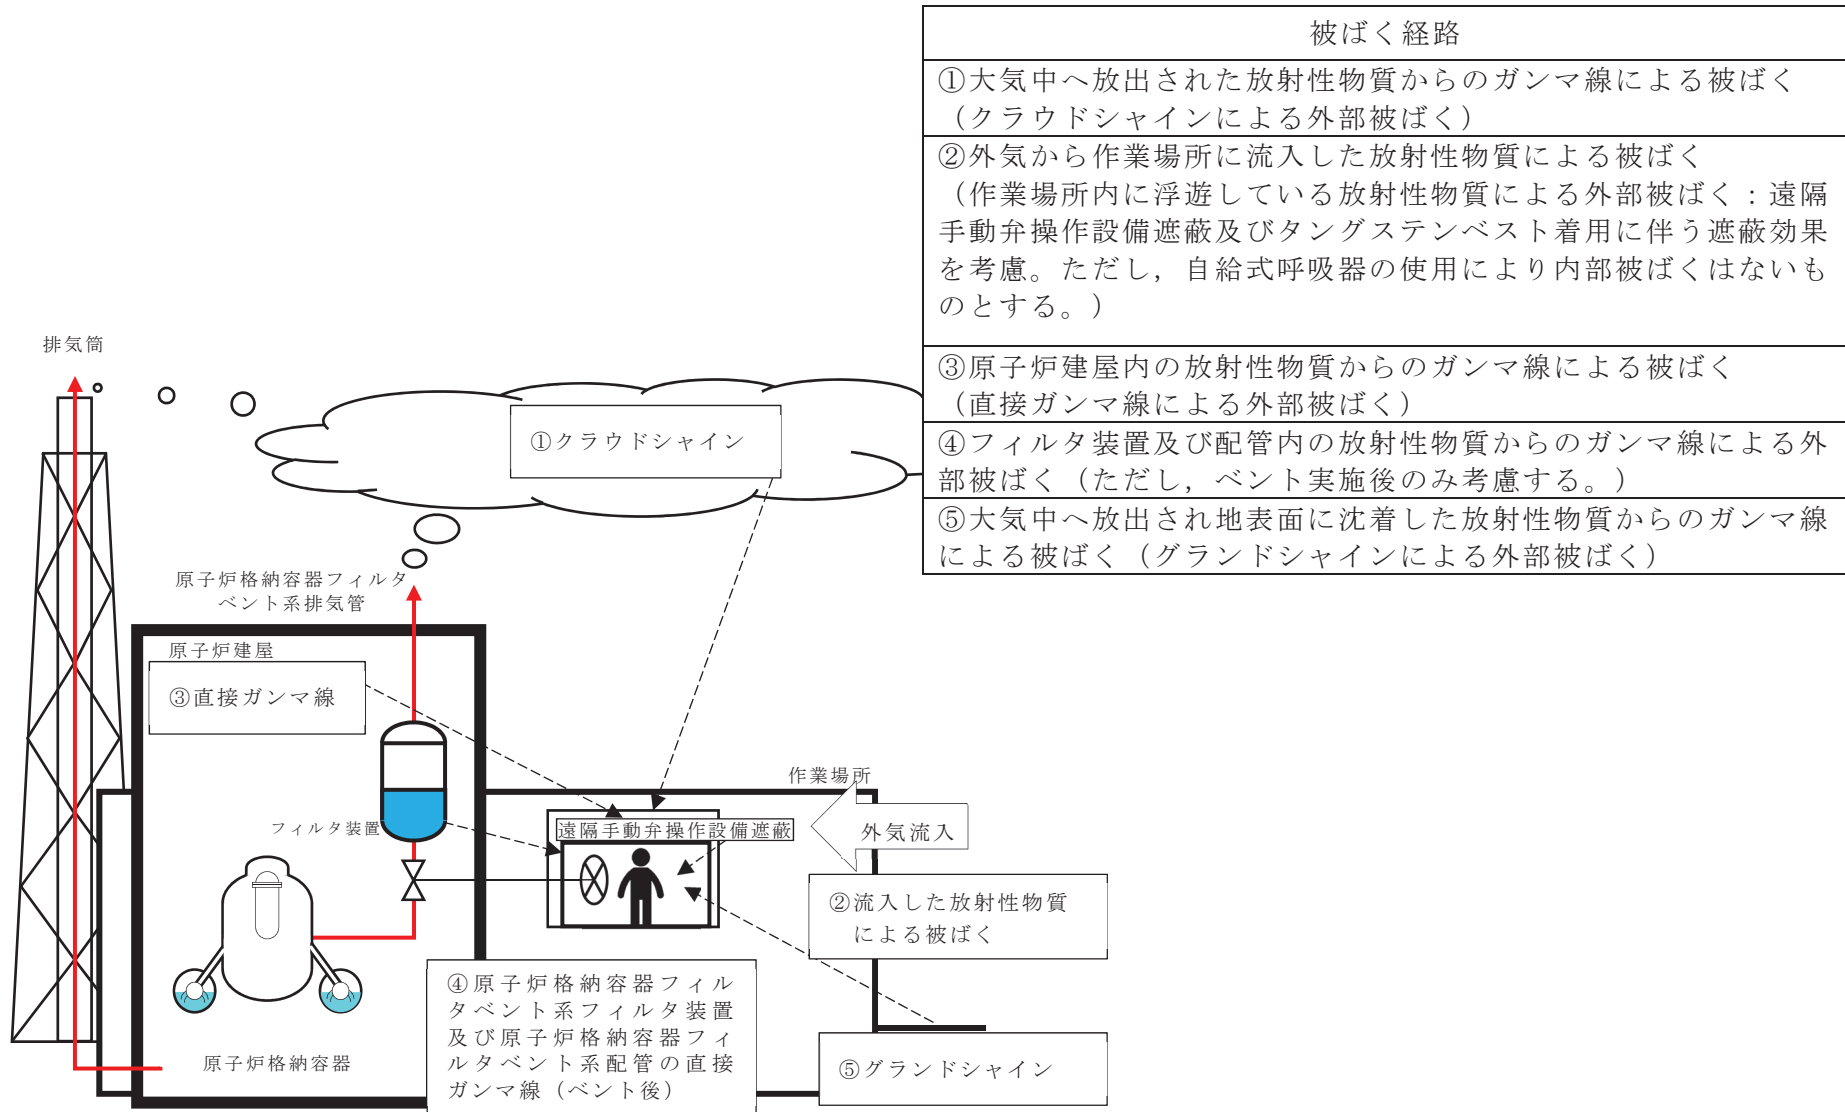 被ばく経路
①大気中へ放出された放射性物質からのガンマ線による被ばく
（クラウドシャインによる外部被ばく）
②外気から作業場所に流入した放射性物質による被ばく
（作業場所内に浮遊している放射性物質による外部被ばく：遠隔
手動弁操作設備遮蔽及びタングステンベスト着用に伴う遮蔽効果
を考慮。ただし，自給式呼吸器の使用により内部被ばくはないも
のとする。）
③原子炉建屋内の放射性物質からのガンマ線による被ばく
（直接ガンマ線による外部被ばく）
④フィルタ装置及び配管内の放射性物質からのガンマ線による外
部被ばく（ただし，ベント実施後のみ考慮する。）
⑤大気中へ放出され地表面に沈着した放射性物質からのガンマ線
による被ばく（グランドシャインによる外部被ばく）
排気筒
①クラウドシャイン
原子炉格納容器フィルタ
ベント系排気管
原子炉建屋
③直接ガンマ線
作業場所
フィルタ装置
遠隔手動弁操作設備遮蔽
外気流入
②流入した放射性物質
による被ばく
④原子炉格納容器フィル
タベント系フィルタ装置
及び原子炉格納容器フィ
ルタベント系配管の直接
ガンマ線（ベント後）
原子炉格納容器
⑤グランドシャイン